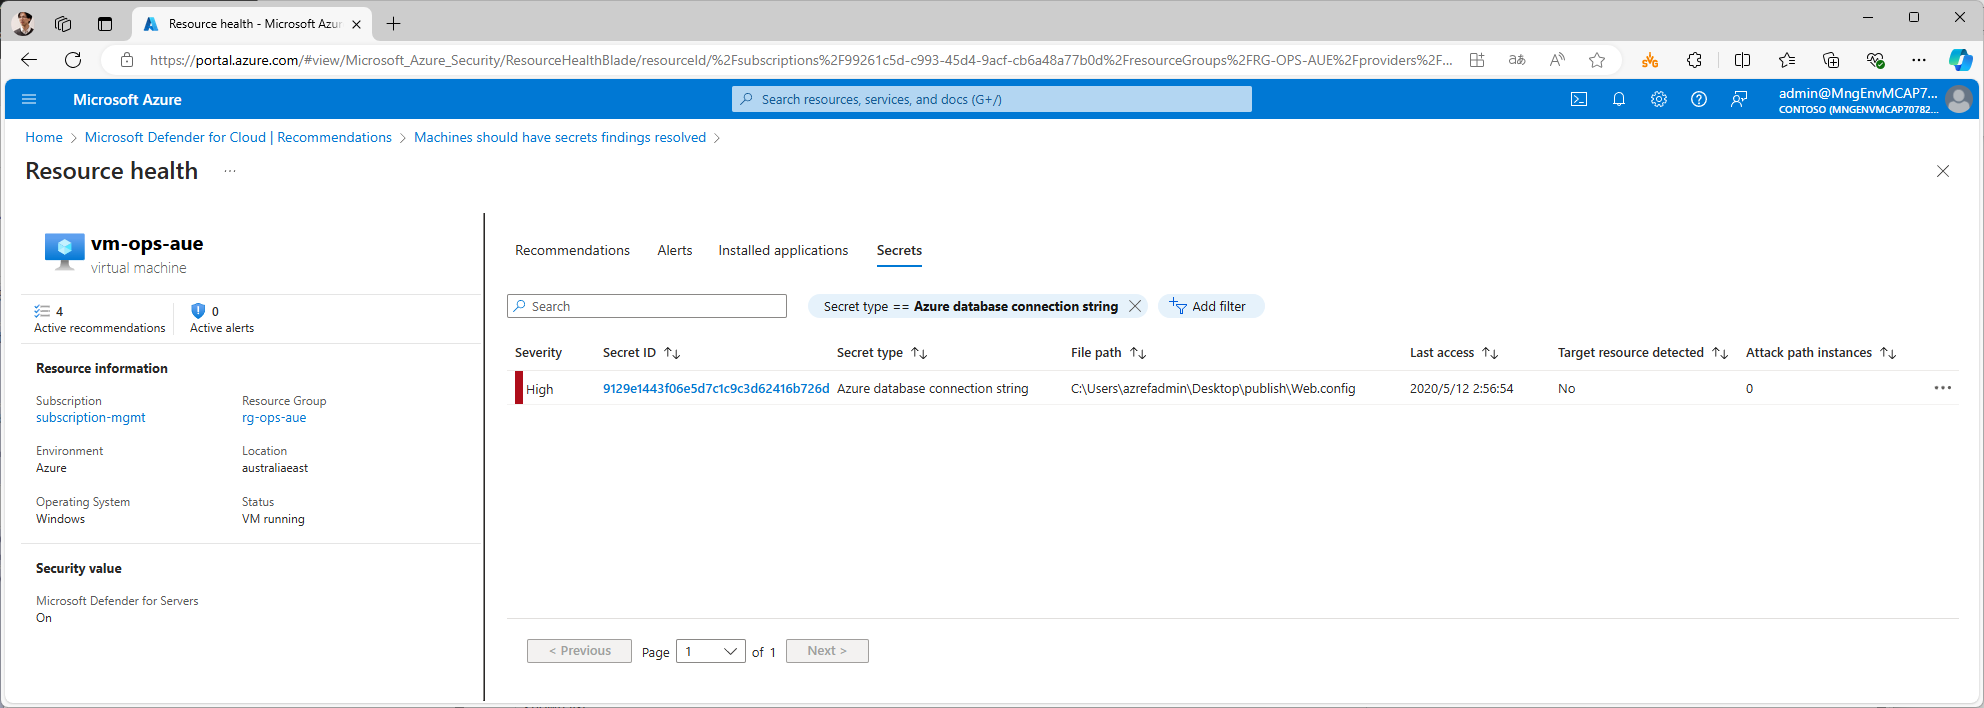 Resource health - Microsoft Azur
https://portal.azure.com/#view/Microsoft_Azure_Security/ResourceHealthBlade/resourceId/%2Fsubscriptions%2F99261c5d-c993-45d4-9acf-cb6a48a77b0d%2FresourceGroups%2FRG-OPS-AUE%2Fproviders%2F...
Microsoft Azure
Search resources, services, and docs (G+/)
admin@MngEnvMCAP7...
CONTOSO (MNGENVMCAP70782...
Home > Microsoft Defender for Cloud | Recommendations > Machines should have secrets findings resolved >
Resource health ...
vm-ops-aue
virtual machine
4
Active recommendations
0
Active alerts
Resource information
Subscription
subscription-mgmt
Resource Group
rg-ops-aue
Environment
Azure
Location
australiaeast
Operating System
Windows
Status
VM running
Security value
Microsoft Defender for Servers
On
Recommendations Alerts Installed applications Secrets
Search
Secret type == Azure database connection string
Add filter
Severity Secret ID ↑↓ Secret type ↑↓ File path ↑↓ Last access ↑↓ Target resource detected ↑↓ Attack path instances ↑↓
High 9129e1443f06e5d7c1c9c3d62416b726d Azure database connection string C:\Users\azrefadmin\Desktop\publish\Web.config 2020/5/12 2:56:54 No 0 ...
< Previous Page 1 of 1 Next >